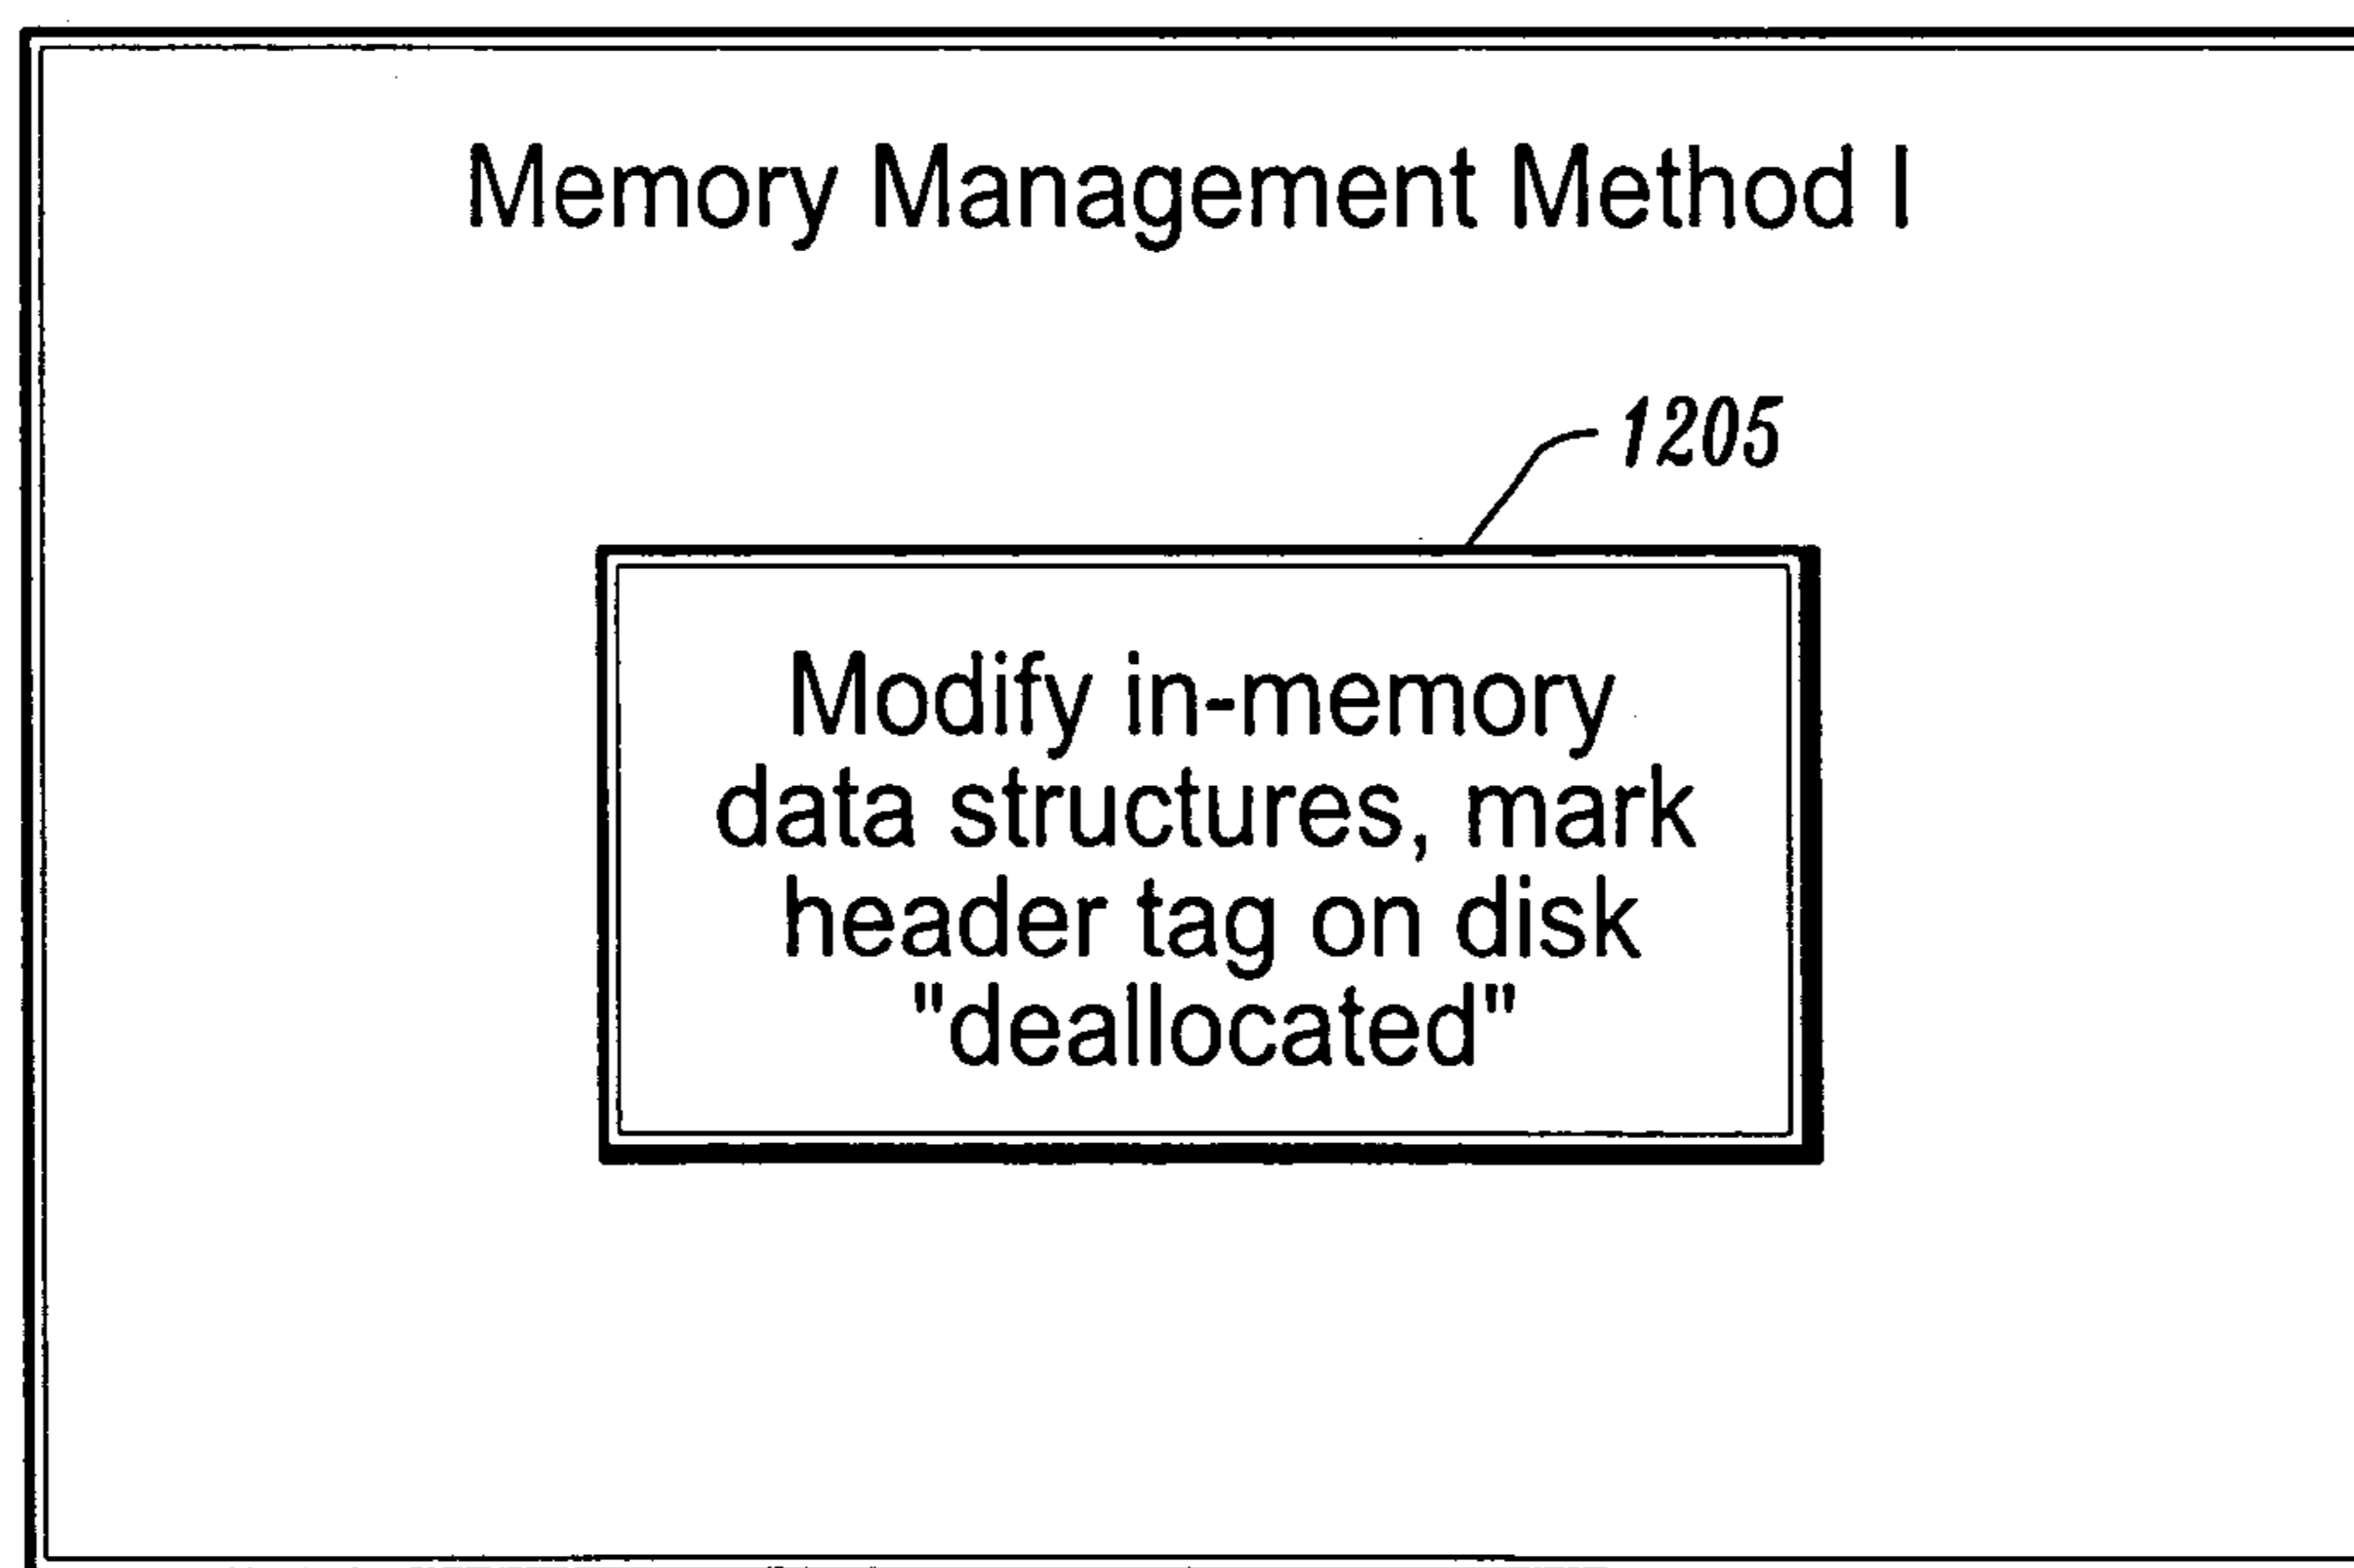 Memory Management Method I
1205
Modify in-memory
data structures, mark
header tag on disk
"deallocated"